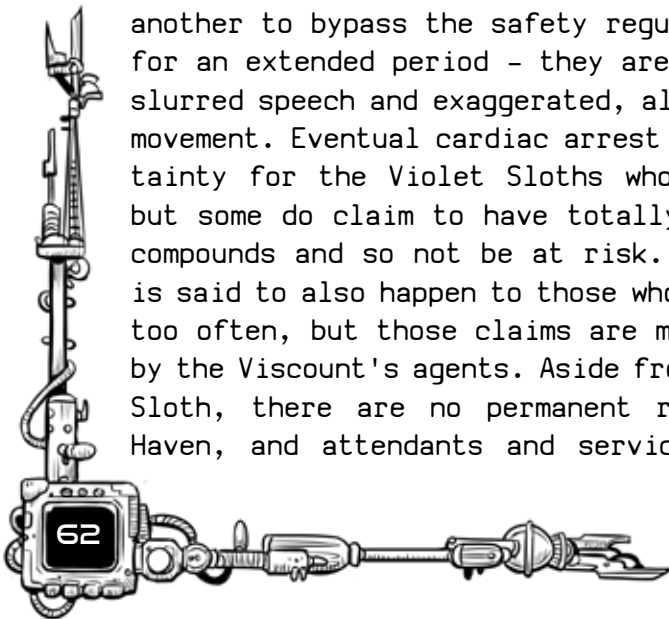 another to bypass the safety regu
for an extended period – they are
slurred speech and exaggerated, al
movement. Eventual cardiac arrest
tainty for the Violet Sloths who
but some do claim to have totally
compounds and so not be at risk.
is said to also happen to those who
too often, but those claims are m
by the Viscount's agents. Aside fr
Sloth, there are no permanent r
Haven, and attendants and servic
62